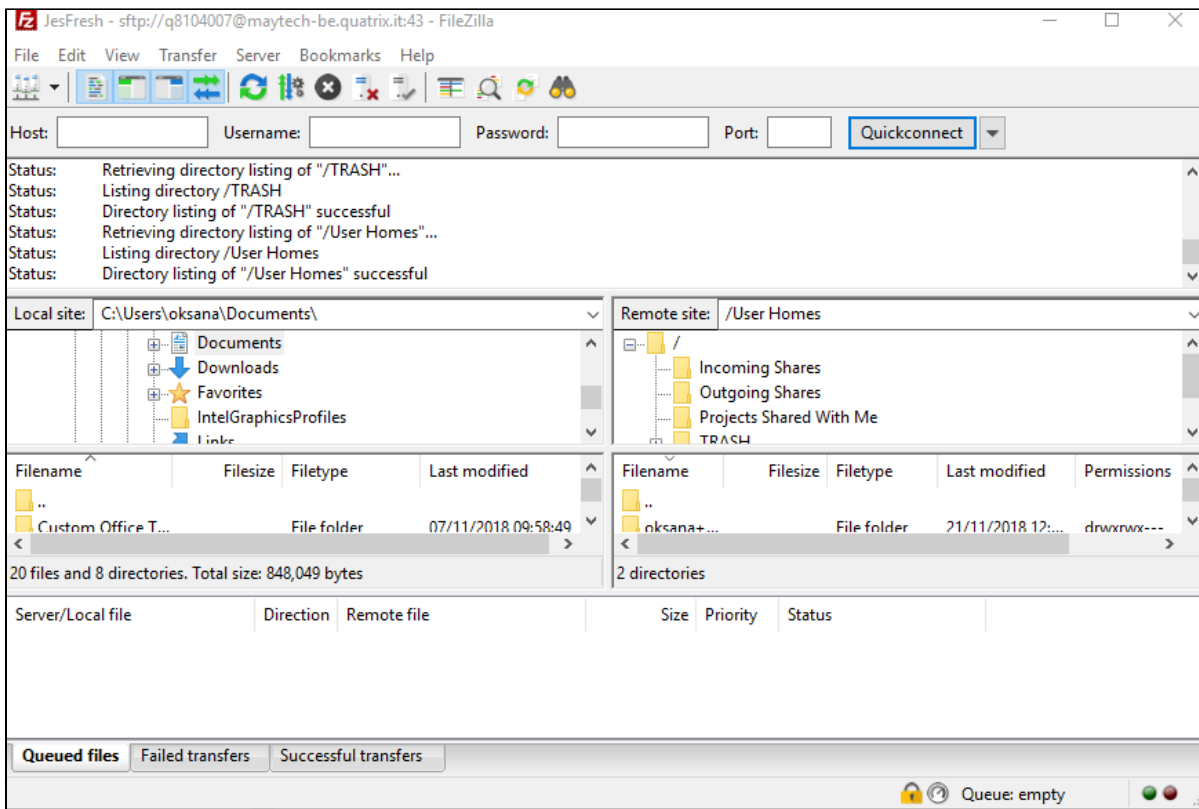 JesFresh - sftp://q8104007@maytech-be.quatrix.it:43 - FileZilla
File Edit View Transfer Server Bookmarks Help
Host: Username: Password: Port: Quickconnect
Status: Retrieving directory listing of "/TRASH"...
Status: Listing directory /TRASH
Status: Directory listing of "/TRASH" successful
Status: Retrieving directory listing of "/User Homes"...
Status: Listing directory /User Homes
Status: Directory listing of "/User Homes" successful
Local site: C:\Users\oksana\Documents\
Documents
Downloads
Favorites
IntelGraphicsProfiles
Links
Remote site: /User Homes
/
Incoming Shares
Outgoing Shares
Projects Shared With Me
TRASH
Filename Filesize Filetype Last modified
..
Custom Office T... File folder 07/11/2018 09:58:49
20 files and 8 directories. Total size: 848,049 bytes
Filename Filesize Filetype Last modified Permissions
..
oksana+... File folder 21/11/2018 12:... drwxrwx---
2 directories
Server/Local file Direction Remote file Size Priority Status
Queued files Failed transfers Successful transfers
Queue: empty